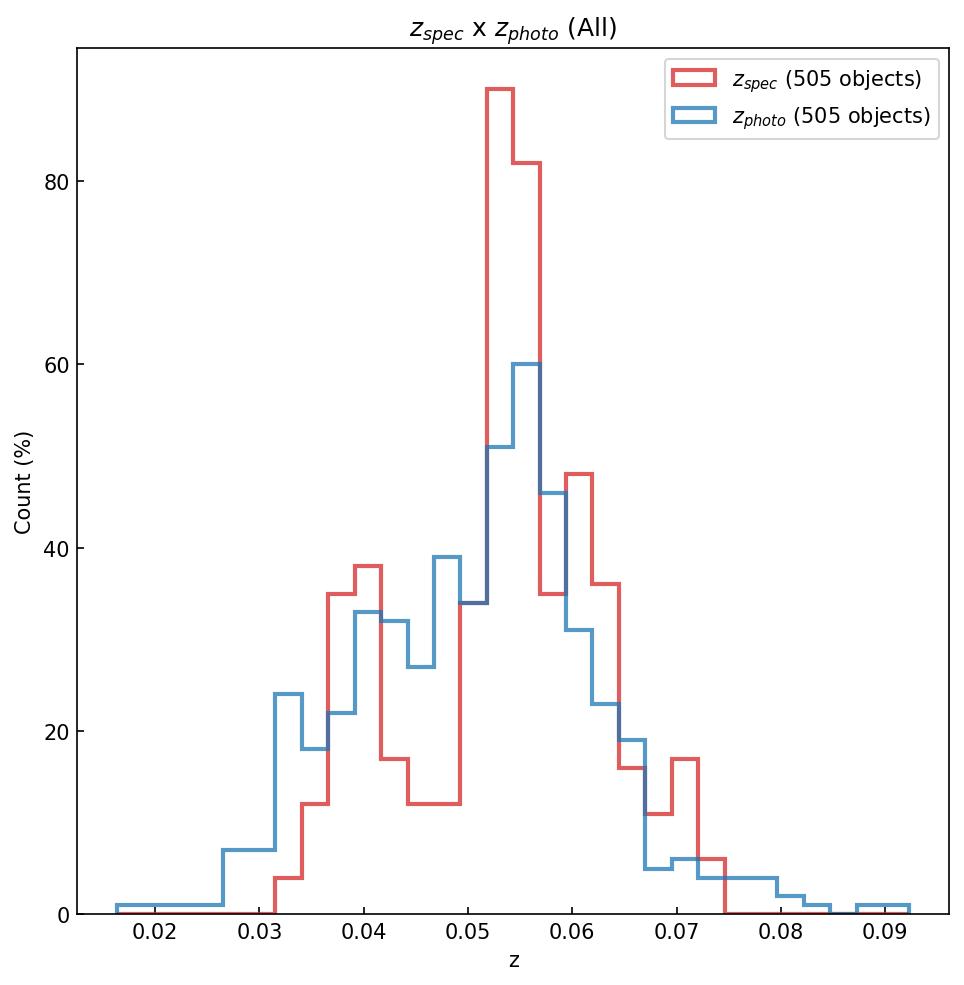 z_spec x z_photo (All)
z_spec (505 objects)
z_photo (505 objects)
Count (%)
80
60
40
20
0
0.02 0.03 0.04 0.05 0.06 0.07 0.08 0.09
z